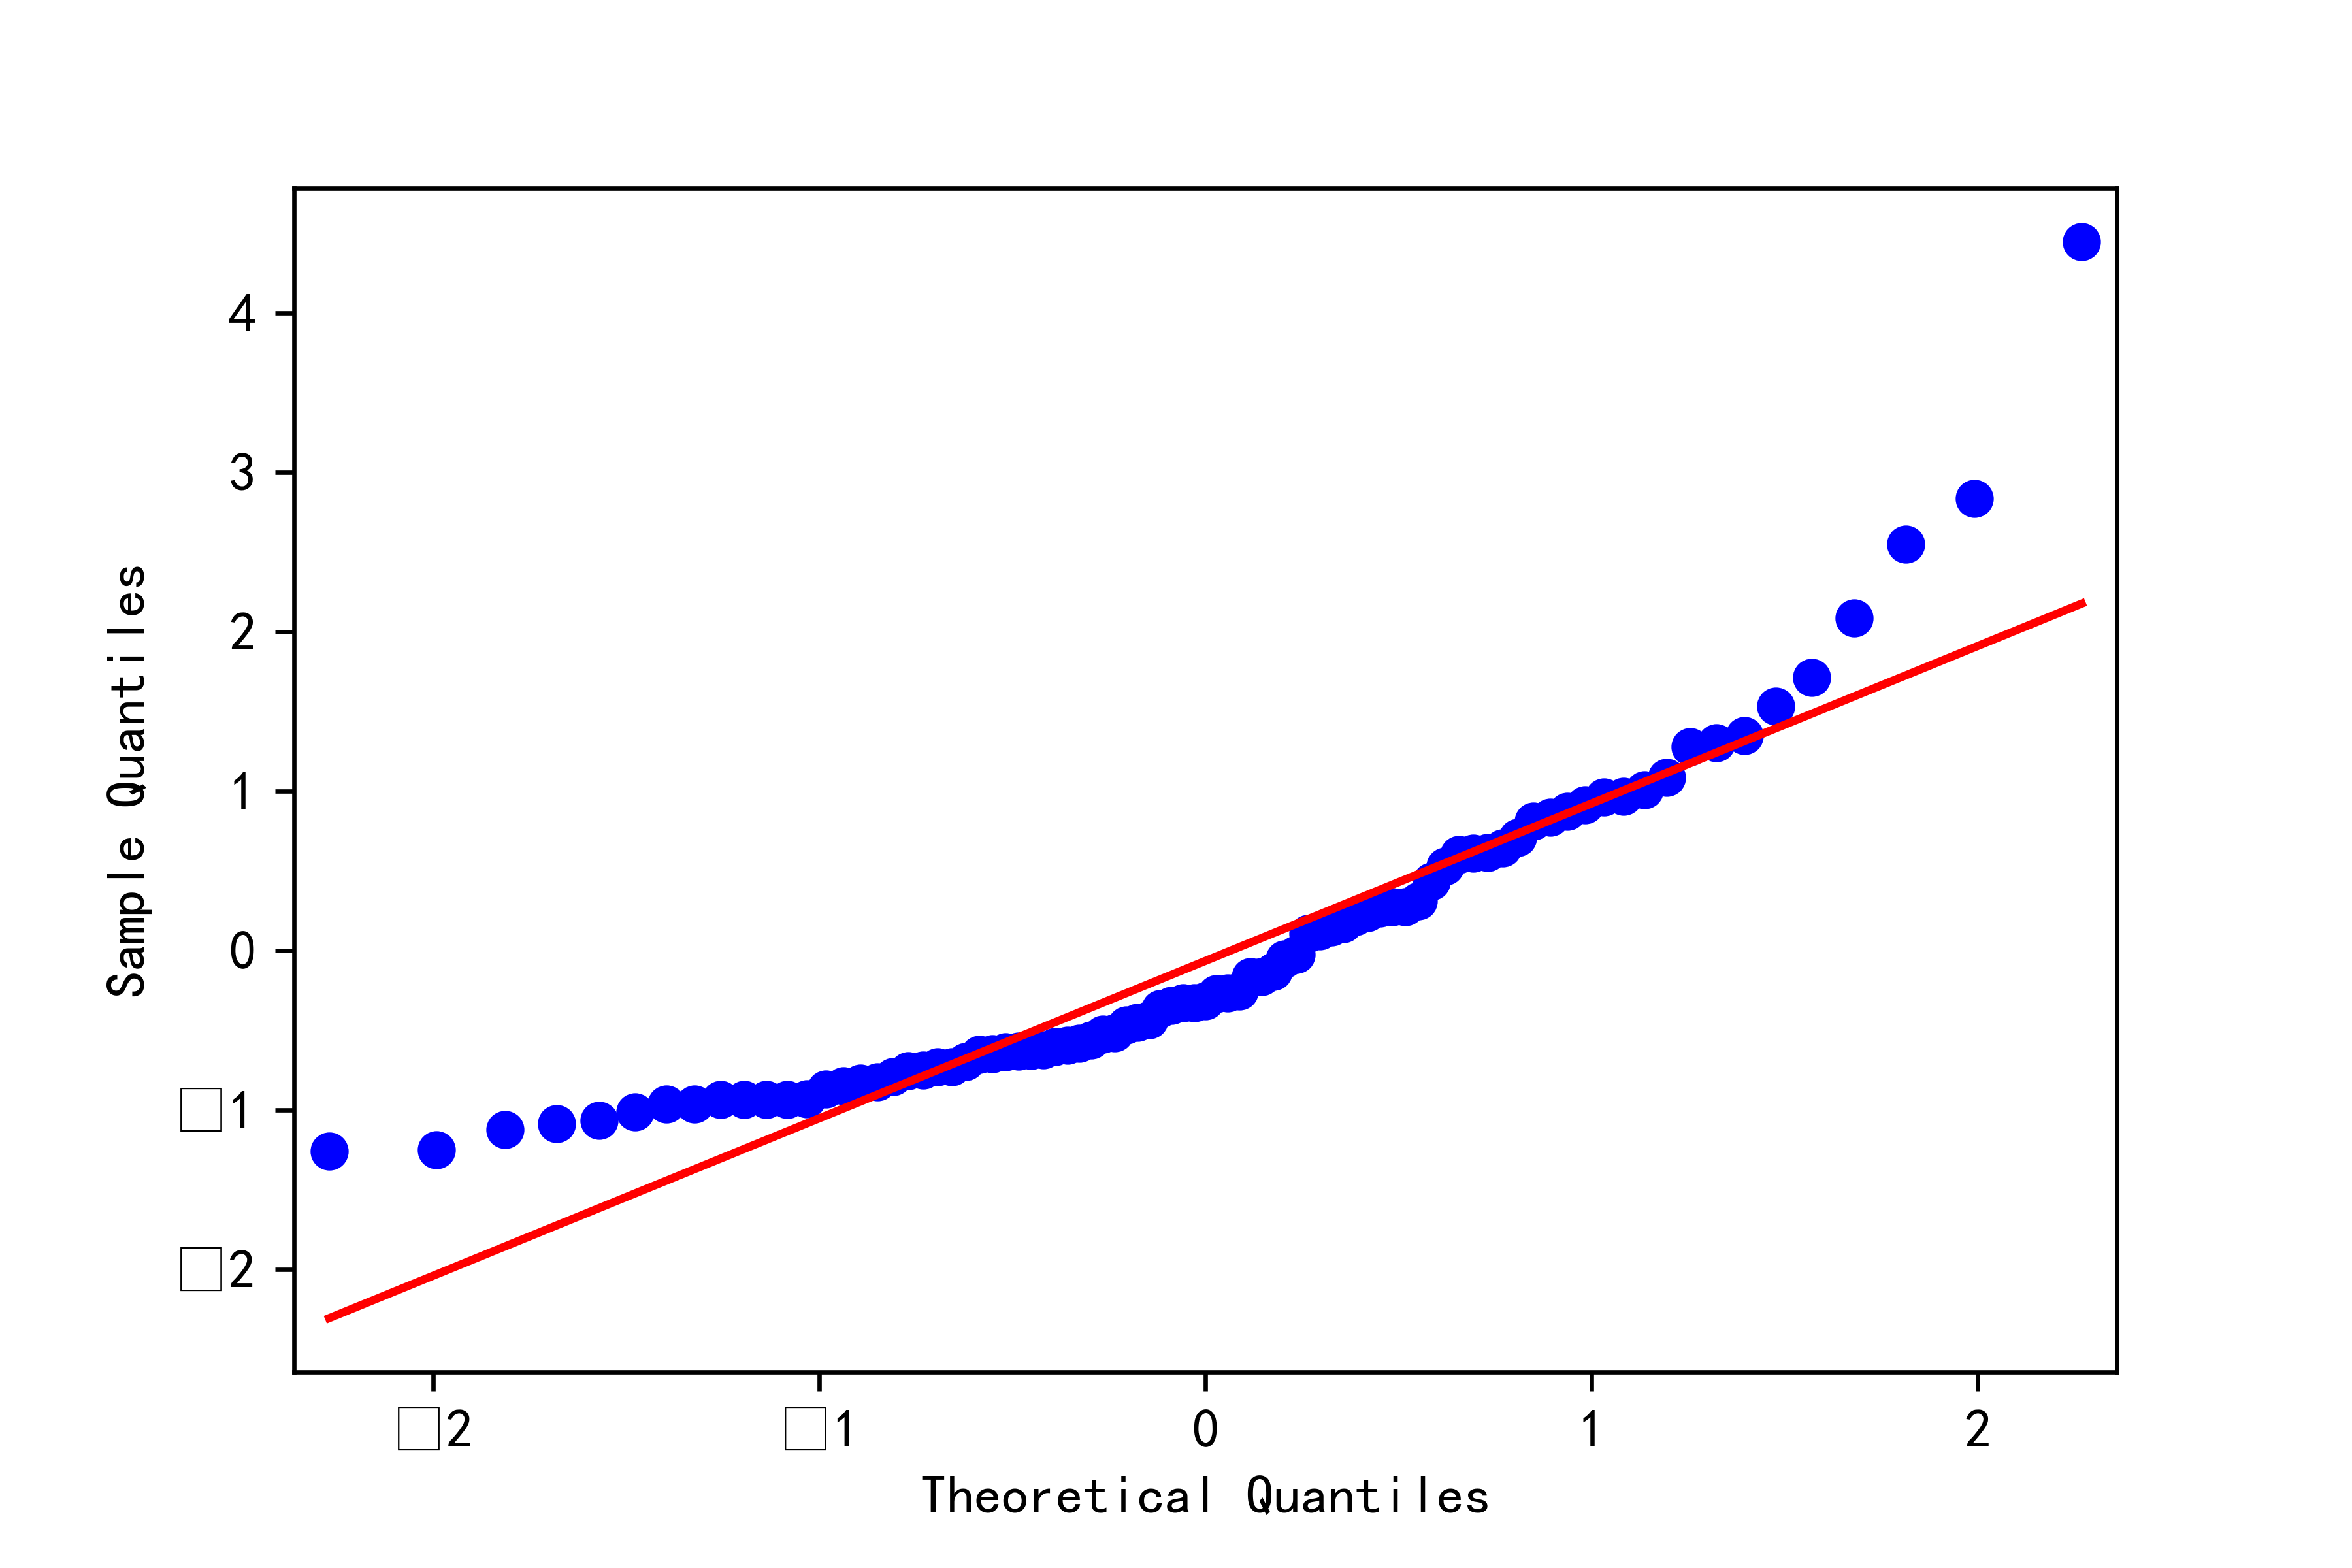 4
3
2
1
0
□1
□2
□2 □1 0 1 2
Sample Quantiles
Theoretical Quantiles